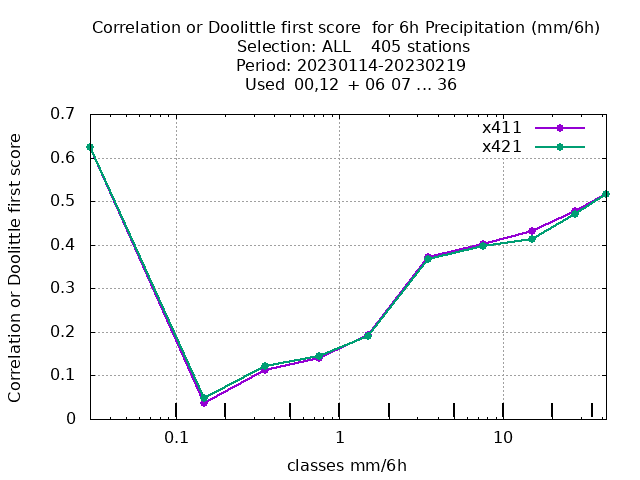 Correlation or Doolittle first score  for 6h Precipitation (mm/6h)
Selection: ALL    405 stations
Period: 20230114-20230219
Used  00,12  + 06 07 ... 36
x411
x421
Correlation or Doolittle first score
0.7
0.6
0.5
0.4
0.3
0.2
0.1
0
0.1
1
10
classes mm/6h